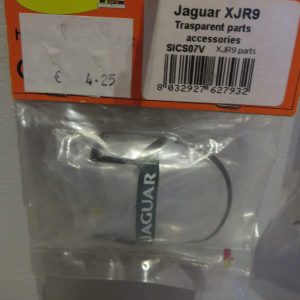 Jaguar XJR9
Trasparent parts
accessories
SICS07V XJR9 parts
8 032927 627932
€ 4.25
JAGUAR